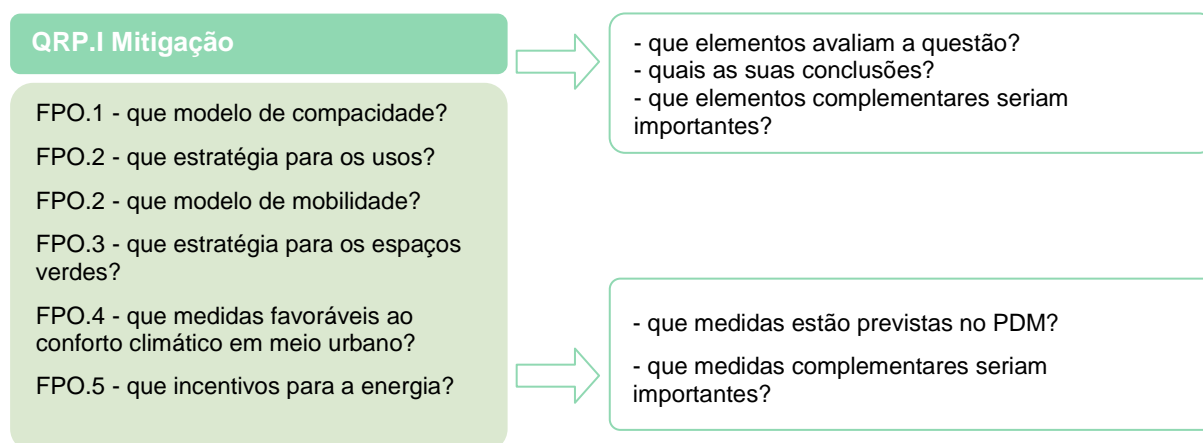 QRP.I Mitigação
FPO.1 - que modelo de compacidade?
FPO.2 - que estratégia para os usos?
FPO.2 - que modelo de mobilidade?
FPO.3 - que estratégia para os espaços
verdes?
FPO.4 - que medidas favoráveis ao
conforto climático em meio urbano?
FPO.5 - que incentivos para a energia?
- que elementos avaliam a questão?
- quais as suas conclusões?
- que elementos complementares seriam
importantes?
- que medidas estão previstas no PDM?
- que medidas complementares seriam
importantes?